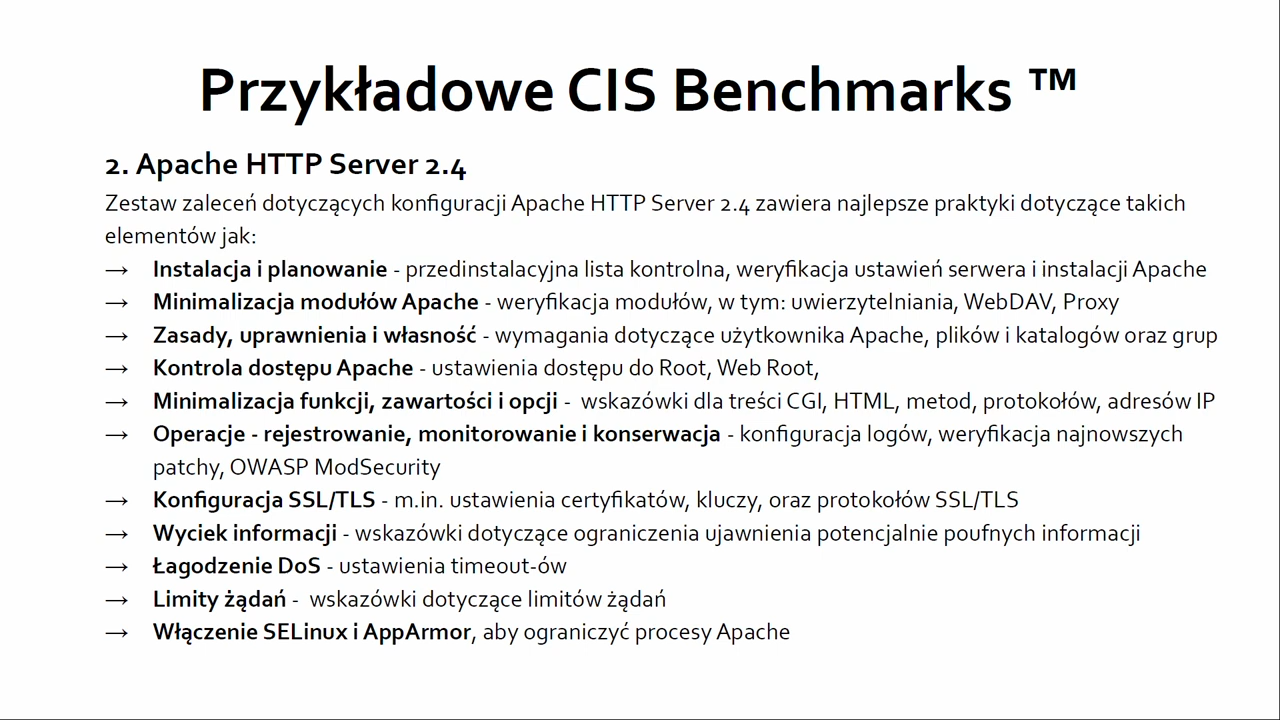 Przykładowe CIS Benchmarks ™
2. Apache HTTP Server 2.4
Zestaw zaleceń dotyczących konfiguracji Apache HTTP Server 2.4 zawiera najlepsze praktyki dotyczące takich
elementów jak:
→ Instalacja i planowanie - przedinstalacyjna lista kontrolna, weryfikacja ustawień serwera i instalacji Apache
→ Minimalizacja modułów Apache - weryfikacja modułów, w tym: uwierzytelniania, WebDAV, Proxy
→ Zasady, uprawnienia i własność - wymagania dotyczące użytkownika Apache, plików i katalogów oraz grup
→ Kontrola dostępu Apache - ustawienia dostępu do Root, Web Root,
→ Minimalizacja funkcji, zawartości i opcji - wskazówki dla treści CGI, HTML, metod, protokołów, adresów IP
→ Operacje - rejestrowanie, monitorowanie i konserwacja - konfiguracja logów, weryfikacja najnowszych
patchy, OWASP ModSecurity
→ Konfiguracja SSL/TLS - m.in. ustawienia certyfikatów, kluczy, oraz protokołów SSL/TLS
→ Wyciek informacji - wskazówki dotyczące ograniczenia ujawnienia potencjalnie poufnych informacji
→ Łagodzenie DoS - ustawienia timeout-ów
→ Limity żądań - wskazówki dotyczące limitów żądań
→ Włączenie SELinux i AppArmor, aby ograniczyć procesy Apache